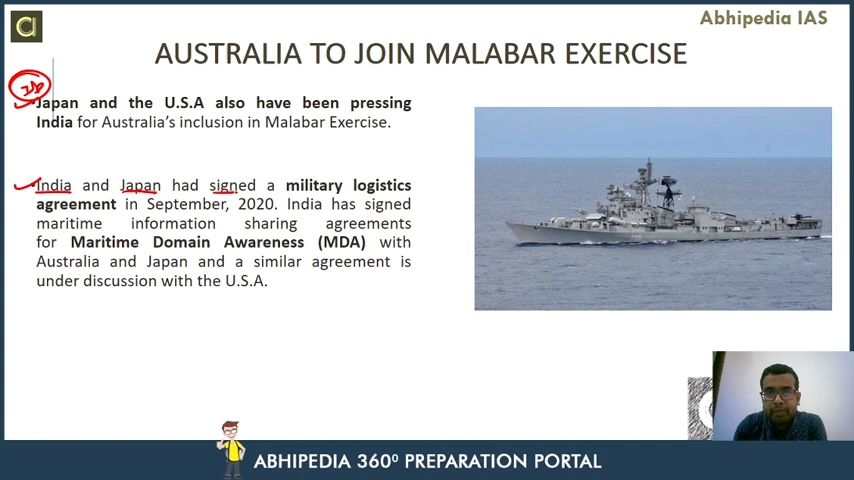 Abhipedia IAS
AUSTRALIA TO JOIN MALABAR EXERCISE
Japan and the U.S.A also have been pressing
India for Australia's inclusion in Malabar Exercise.
India and Japan had signed a military logistics
agreement in September, 2020. India has signed
maritime information sharing agreements
for Maritime Domain Awareness (MDA) with
Australia and Japan and a similar agreement is
under discussion with the U.S.A.
ABHIPEDIA 360⁰ PREPARATION PORTAL